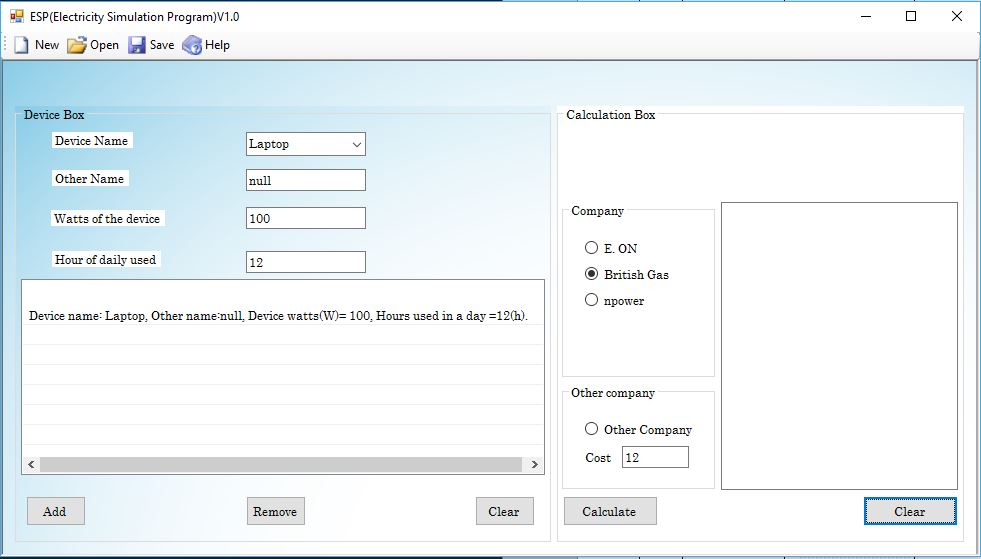 ESP(Electricity Simulation Program)V1.0
New Open Save Help
Device Box
Device Name Laptop
Other Name null
Watts of the device 100
Hour of daily used 12
Device name: Laptop, Other name:null, Device watts(W)= 100, Hours used in a day =12(h).
Add Remove Clear
Calculation Box
Company
E. ON
British Gas
npower
Other company
Other Company
Cost 12
Calculate Clear